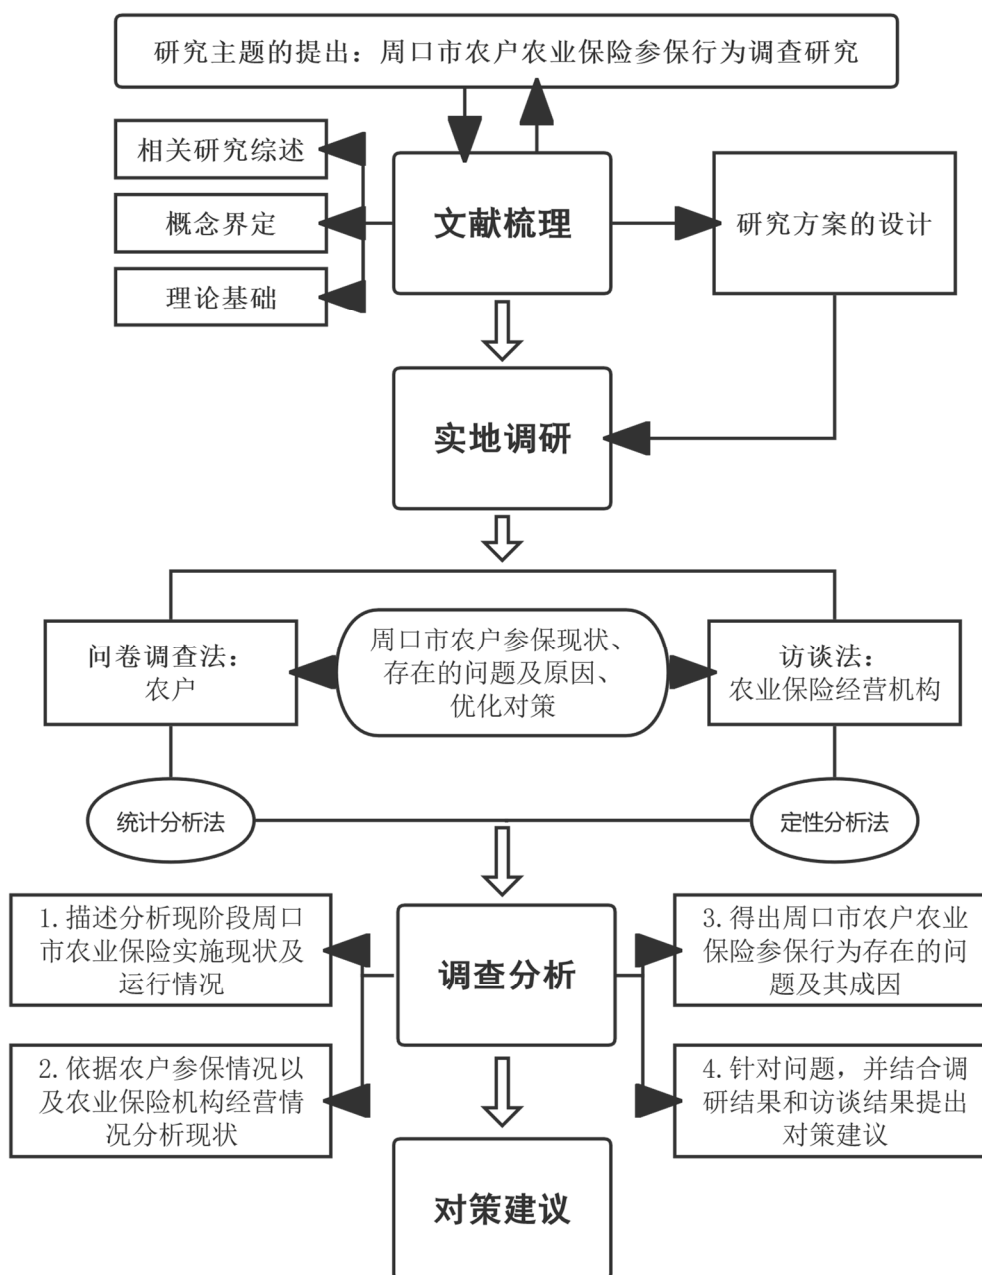 研究主题的提出：周口市农户农业保险参保行为调查研究
相关研究综述
概念界定
理论基础
文献梳理
研究方案的设计
实地调研
问卷调查法：
农户
周口市农户参保现状、
存在的问题及原因、
优化对策
访谈法：
农业保险经营机构
统计分析法
定性分析法
1.描述分析现阶段周口
市农业保险实施现状及
运行情况
2.依据农户参保情况以
及农业保险机构经营情
况分析现状
调查分析
3.得出周口市农户农业
保险参保行为存在的问
题及其成因
4.针对问题，并结合调
研结果和访谈结果提出
对策建议
对策建议